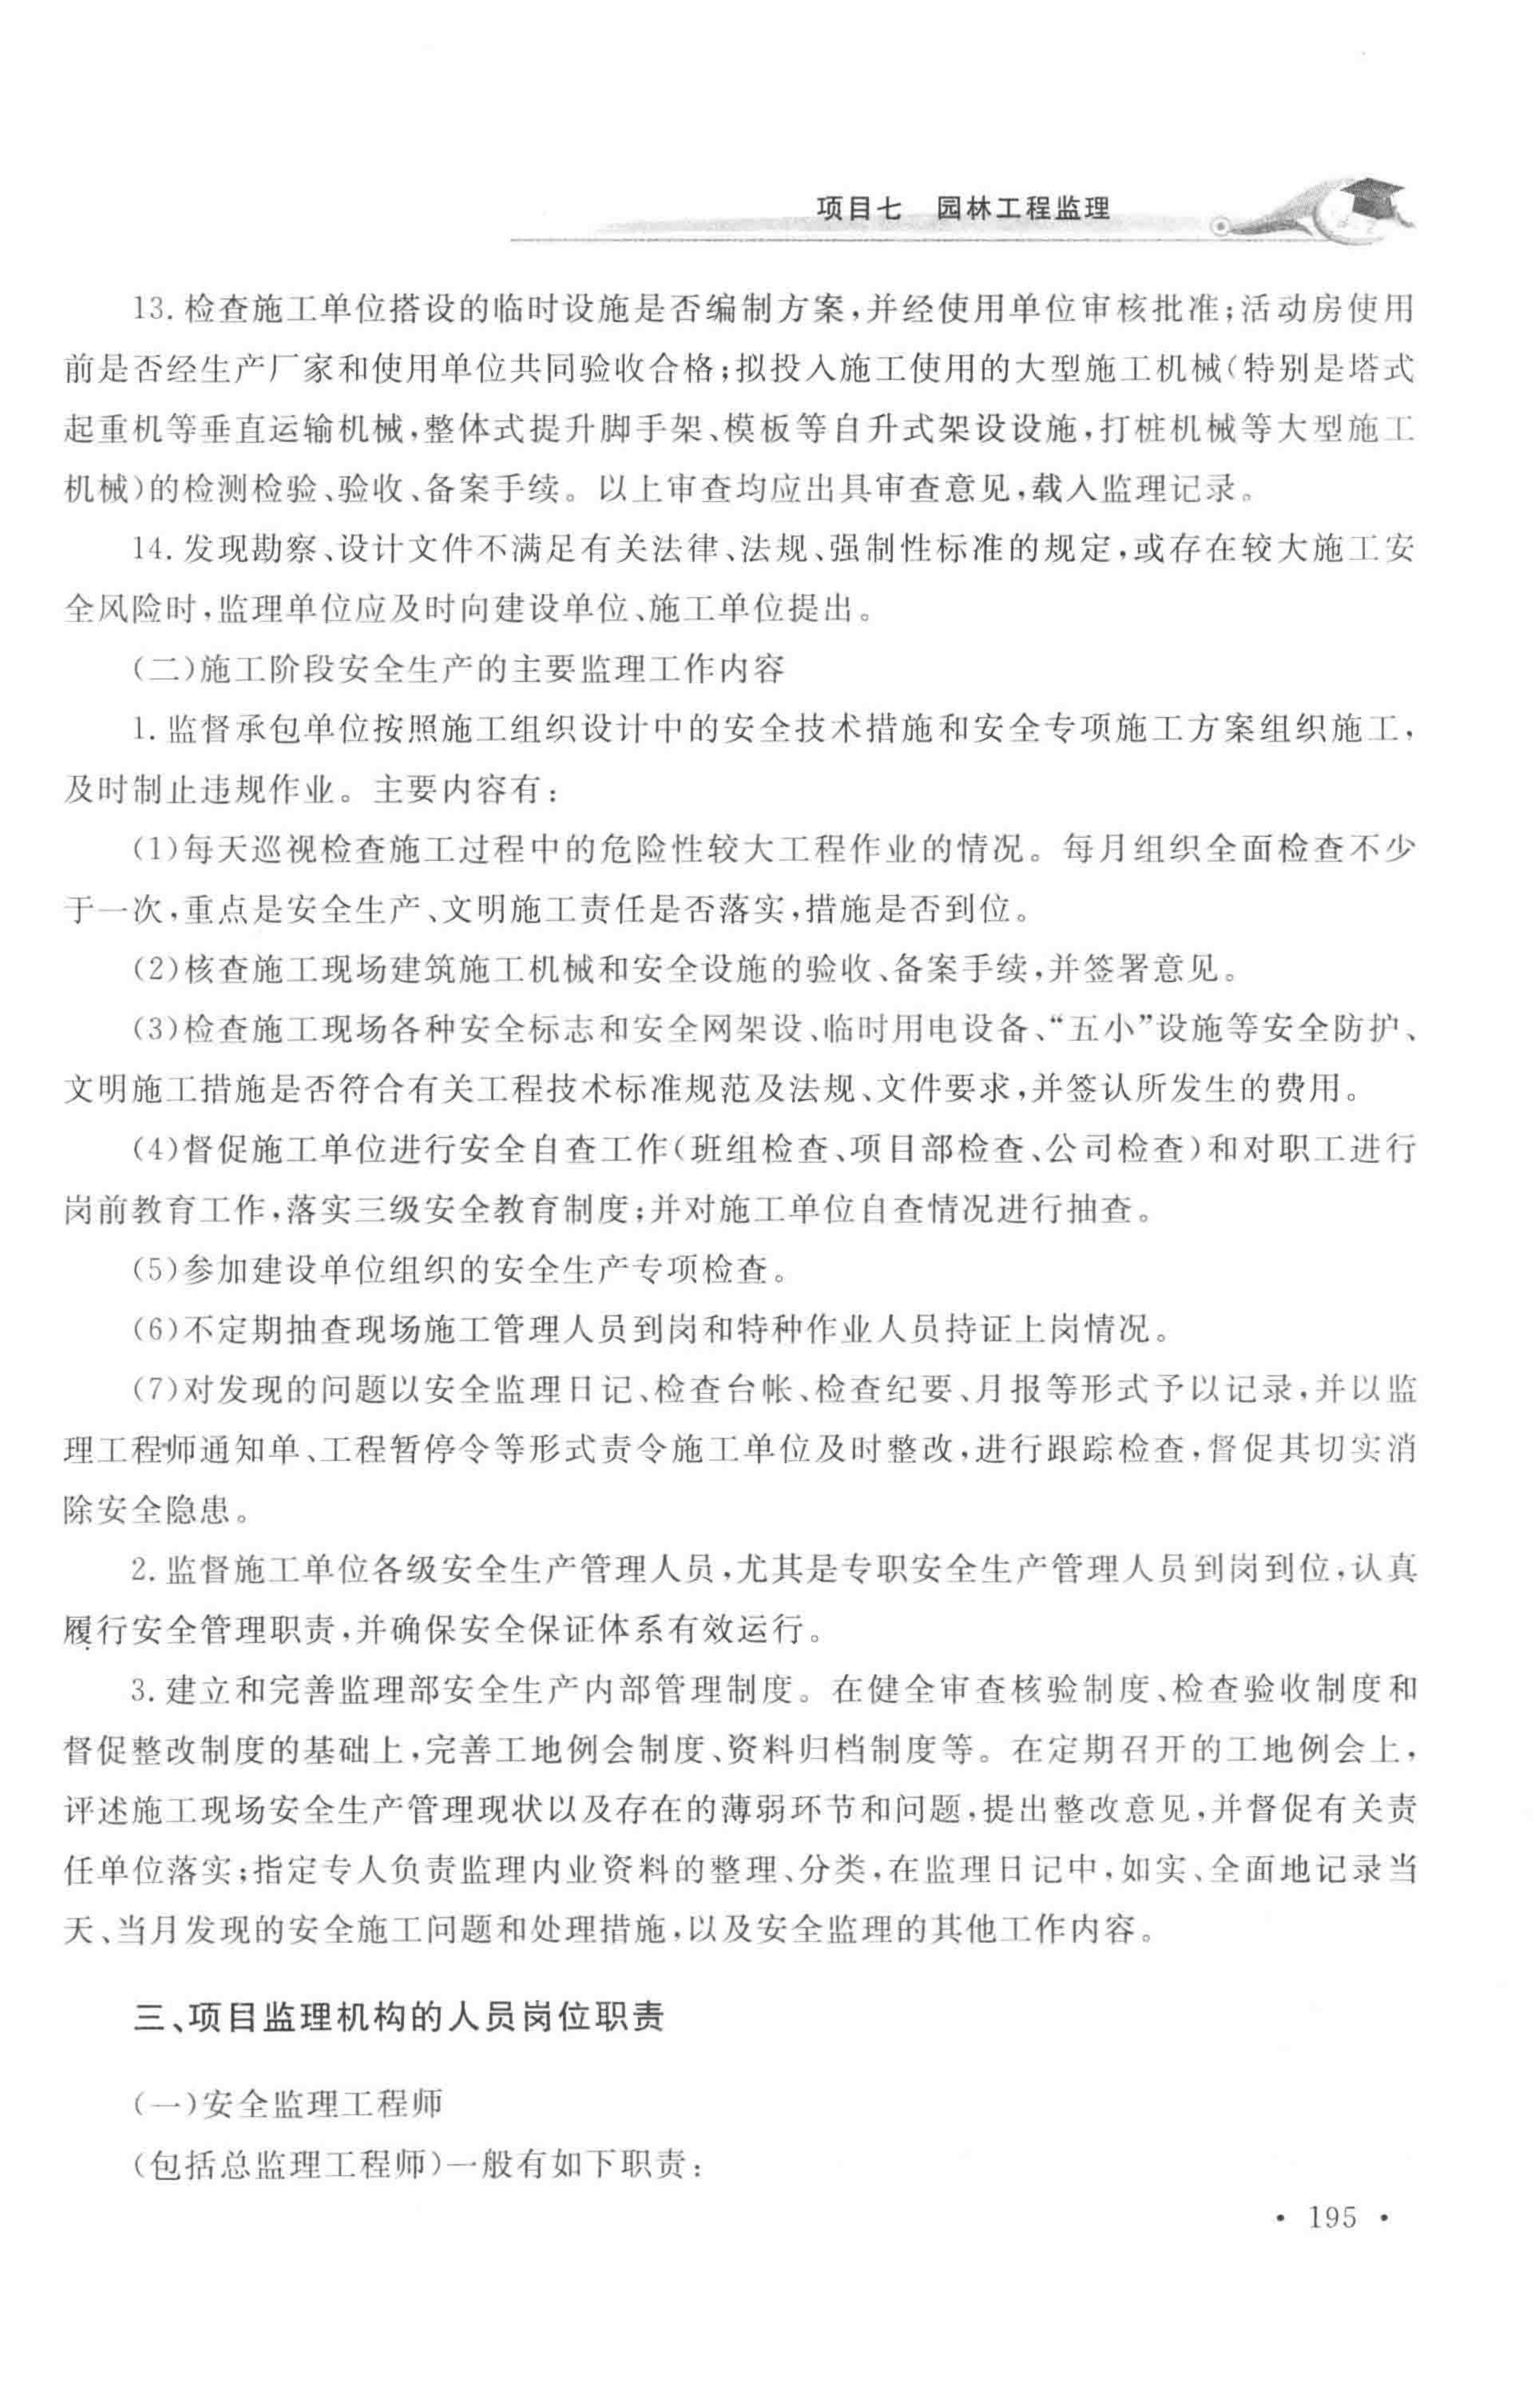 项目七 园林工程监理
13.检查施工单位搭设的临时设施是否编制方案,并经使用单位审核批准;活动房使用
前是否经生产厂家和使用单位共同验收合格;拟投入施工使用的大型施工机械(特别是塔式
起重机等垂直运输机械,整体式提升脚手架、模板等自升式架设设施,打桩机械等大型施工
机械)的检测检验、验收、备案手续。以上审查均应出具审查意见,载入监理记录。
14.发现勘察、设计文件不满足有关法律、法规、强制性标准的规定,或存在较大施工安
全风险时,监理单位应及时向建设单位、施工单位提出。
(二)施工阶段安全生产的主要监理工作内容
1.监督承包单位按照施工组织设计中的安全技术措施和安全专项施工方案组织施工,
及时制止违规作业。主要内容有:
(1)每天巡视检查施工过程中的危险性较大工程作业的情况。每月组织全面检查不少
于一次,重点是安全生产、文明施工责任是否落实,措施是否到位。
(2)核查施工现场建筑施工机械和安全设施的验收、备案手续,并签署意见。
(3)检查施工现场各种安全标志和安全网架设、临时用电设备、“五小”设施等安全防护、
文明施工措施是否符合有关工程技术标准规范及法规、文件要求,并签认所发生的费用。
(4)督促施工单位进行安全自查工作(班组检查、项目部检查、公司检查)和对职工进行
岗前教育工作,落实三级安全教育制度;并对施工单位自查情况进行抽查。
(5)参加建设单位组织的安全生产专项检查。
(6)不定期抽查现场施工管理人员到岗和特种作业人员持证上岗情况。
(7)对发现的问题以安全监理日记、检查台帐、检查纪要、月报等形式予以记录,并以监
理工程师通知单、工程暂停令等形式责令施工单位及时整改,进行跟踪检查,督促其切实消
除安全隐患。
2.监督施工单位各级安全生产管理人员,尤其是专职安全生产管理人员到岗到位,认真
履行安全管理职责,并确保安全保证体系有效运行。
3.建立和完善监理部安全生产内部管理制度。在健全审查核验制度、检查验收制度和
督促整改制度的基础上,完善工地例会制度、资料归档制度等。在定期召开的工地例会上,
评述施工现场安全生产管理现状以及存在的薄弱环节和问题,提出整改意见,并督促有关责
任单位落实;指定专人负责监理内业资料的整理、分类,在监理日记中,如实、全面地记录当
天、当月发现的安全施工问题和处理措施,以及安全监理的其他工作内容。
三、项目监理机构的人员岗位职责
(一)安全监理工程师
(包括总监理工程师)一般有如下职责:
• 195 •